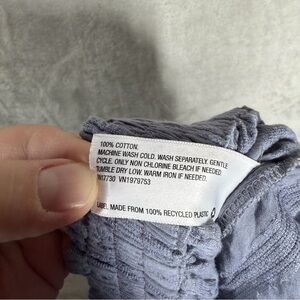 100% COTTON.
MACHINE WASH COLD. WASH SEPARATELY. GENTLE
CYCLE. ONLY NON CHLORINE BLEACH IF NEEDED
TUMBLE DRY LOW. WARM IRON IF NEEDED.
VN1979753
LABEL MADE FROM 100% RECYCLED PLASTIC